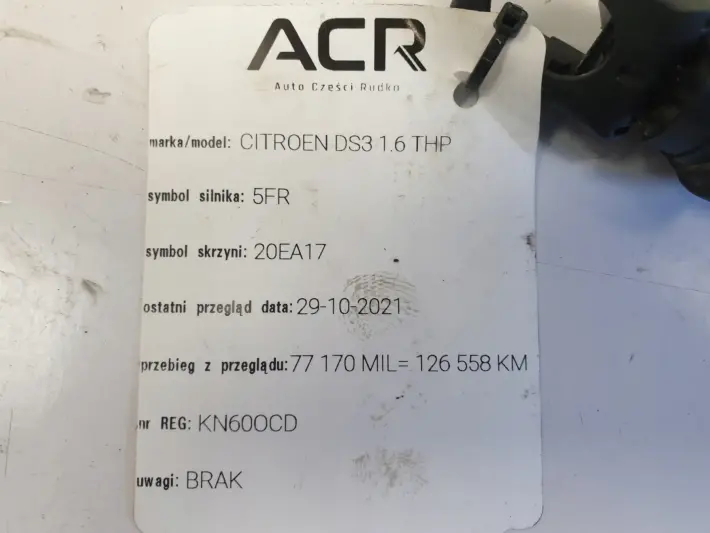 ACR
Auto Części Rudko
marka/model: CITROEN DS3 1.6 THP
symbol silnika: 5FR
symbol skrzyni: 20EA17
ostatni przegląd data: 29-10-2021
przebieg z przeglądu: 77 170 MIL= 126 558 KM
nr REG: KN60OCD
uwagi: BRAK